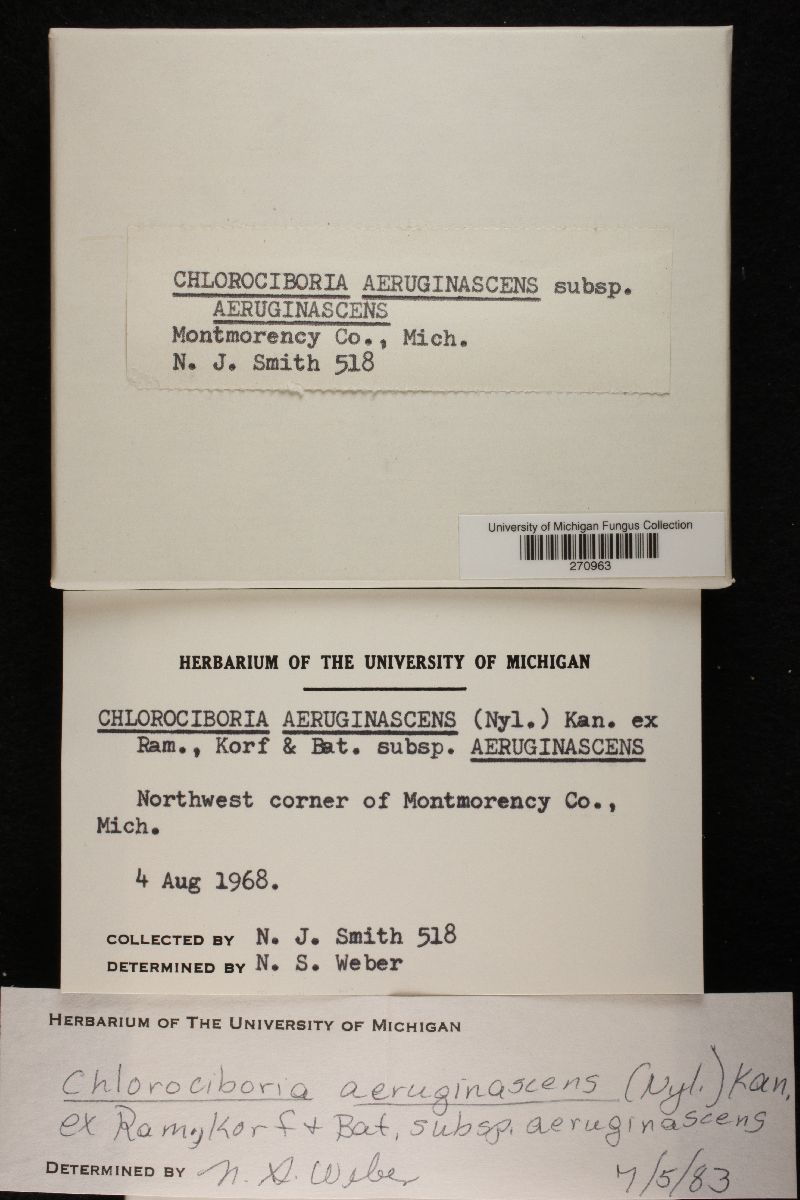 CHLOROCIBORIA AERUGINASCENS subsp.
AERUGINASCENS
Montmorency Co., Mich.
N. J. Smith 518
University of Michigan Fungus Collection
270963
HERBARIUM OF THE UNIVERSITY OF MICHIGAN
CHLOROCIBORIA AERUGINASCENS (Nyl.) Kan. ex
Ram., Korf & Bat. subsp. AERUGINASCENS
Northwest corner of Montmorency Co.,
Mich.
4 Aug 1968.
COLLECTED BY N. J. Smith 518
DETERMINED BY N. S. Weber
HERBARIUM OF THE UNIVERSITY OF MICHIGAN
Chlorociboria aeruginascens (Nyl.) Kan.
ex Ram., Korf + Bat. subsp. aeruginascens
DETERMINED BY N. S. Weber 7/5/83